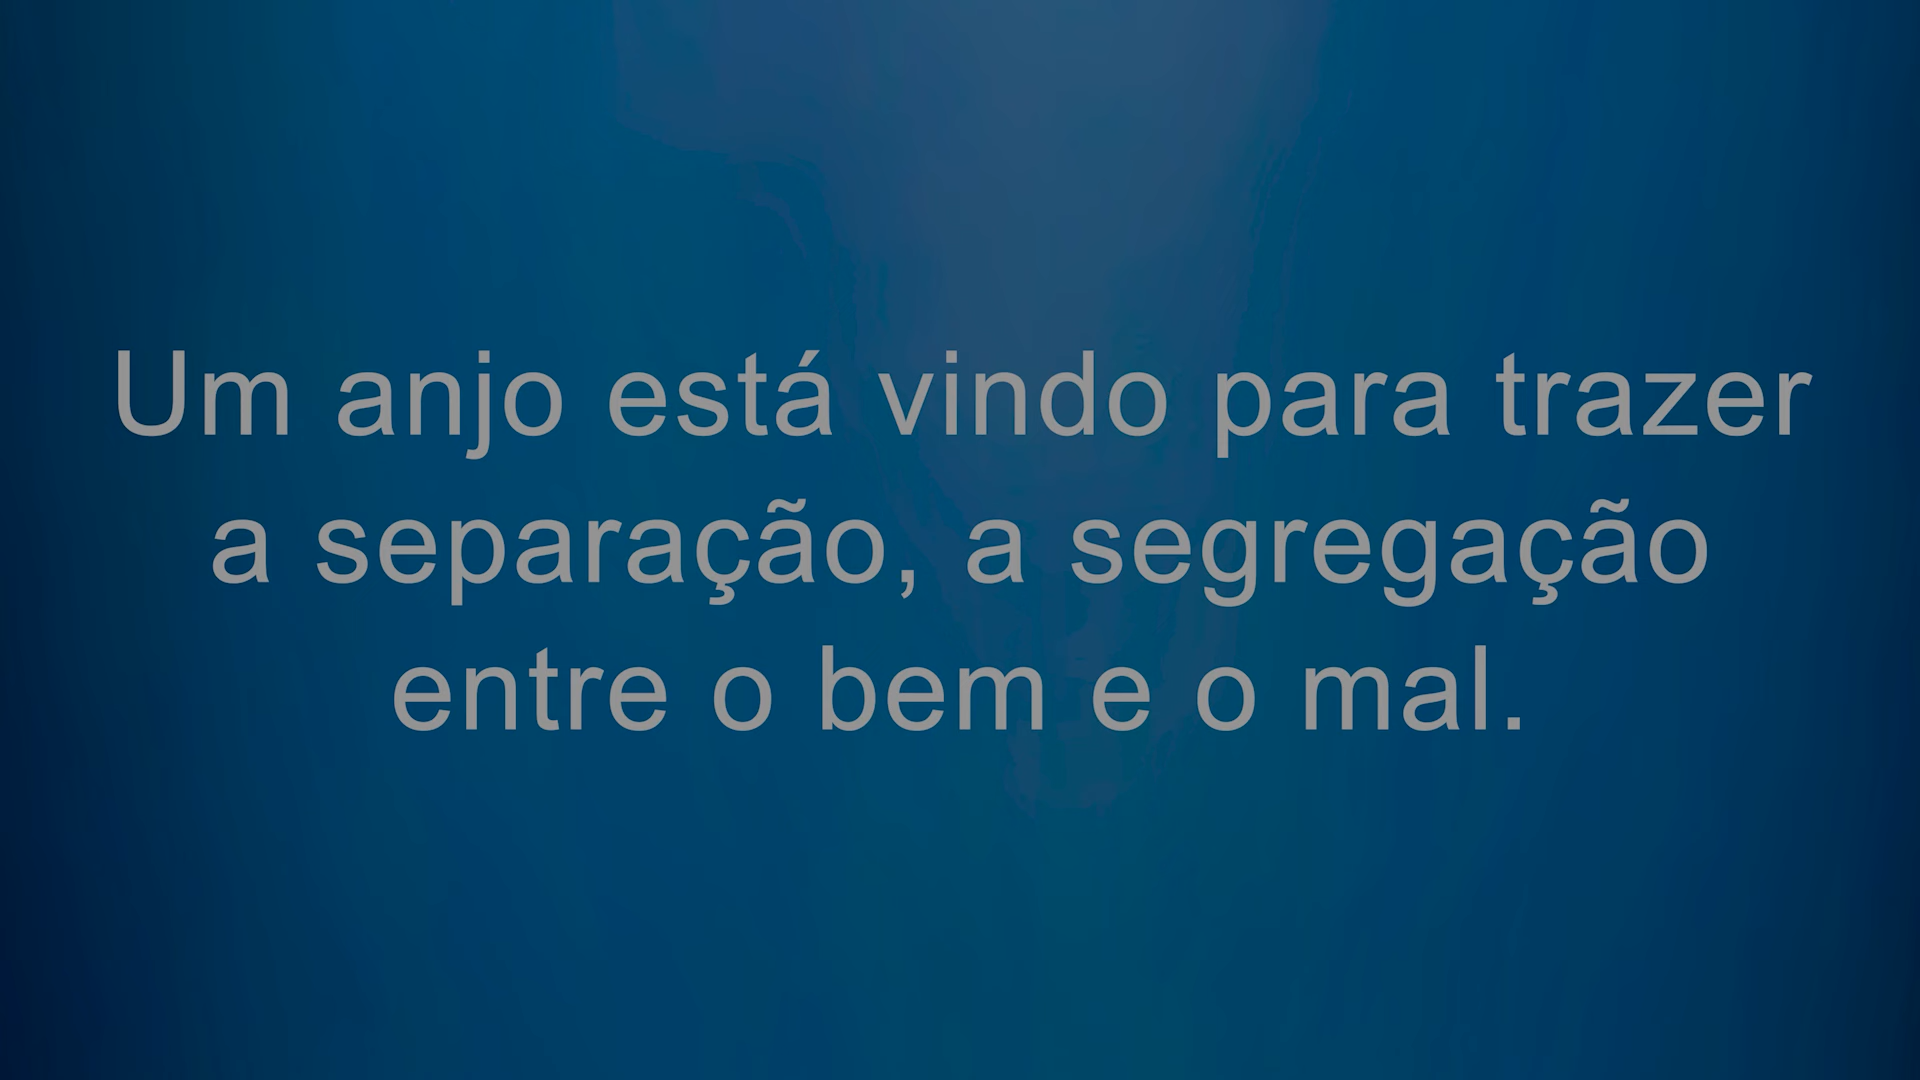 Um anjo está vindo para trazer
a separação, a segregação
entre o bem e o mal.